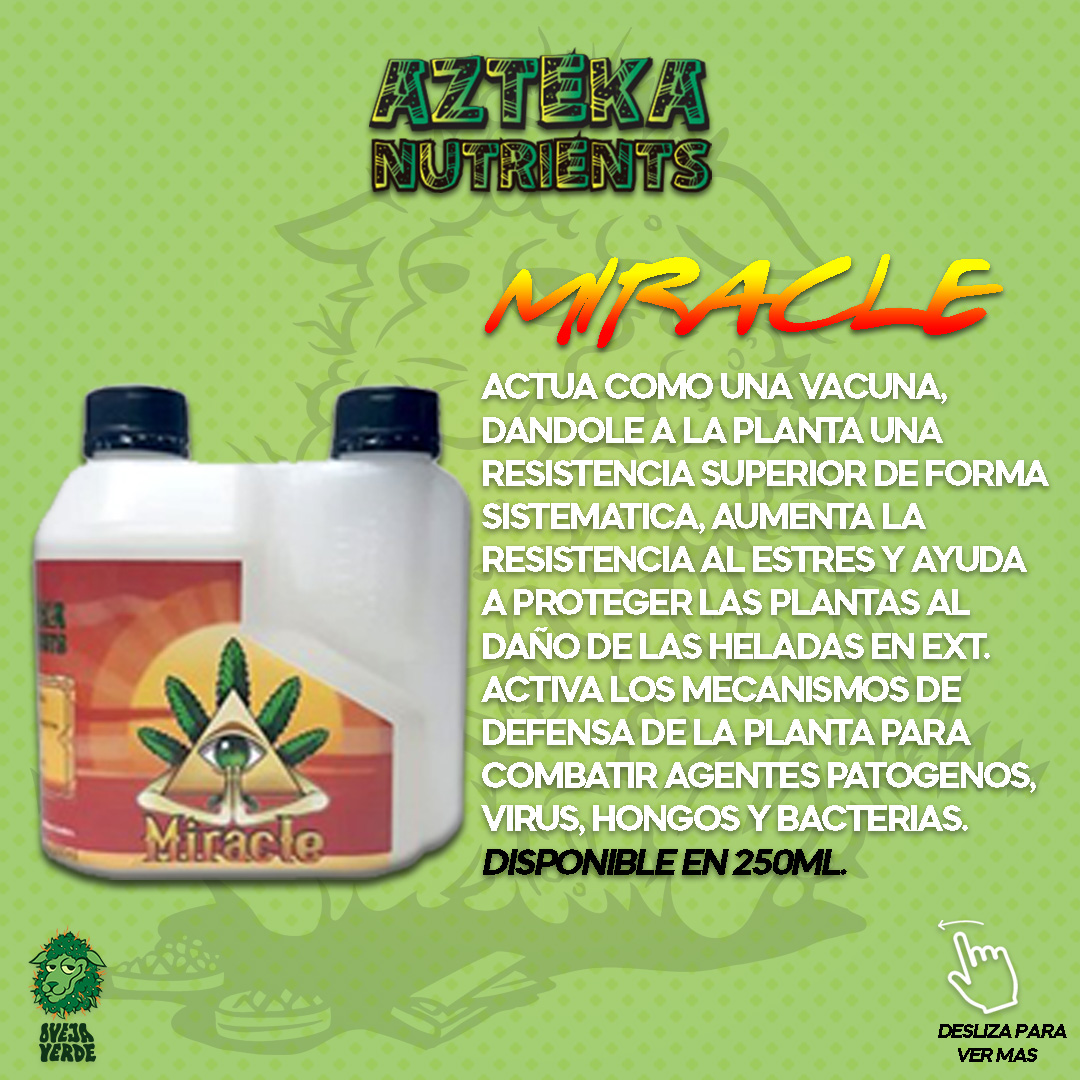 AZTEKA
NUTRIENTS
MIRACLE
ACTUA COMO UNA VACUNA,
DANDOLE A LA PLANTA UNA
RESISTENCIA SUPERIOR DE FORMA
SISTEMATICA, AUMENTA LA
RESISTENCIA AL ESTRES Y AYUDA
A PROTEGER LAS PLANTAS AL
DAÑO DE LAS HELADAS EN EXT.
ACTIVA LOS MECANISMOS DE
DEFENSA DE LA PLANTA PARA
COMBATIR AGENTES PATOGENOS,
VIRUS, HONGOS Y BACTERIAS.
DISPONIBLE EN 250ML.
Miracle
OVEJA
VERDE
DESLIZA PARA
VER MAS